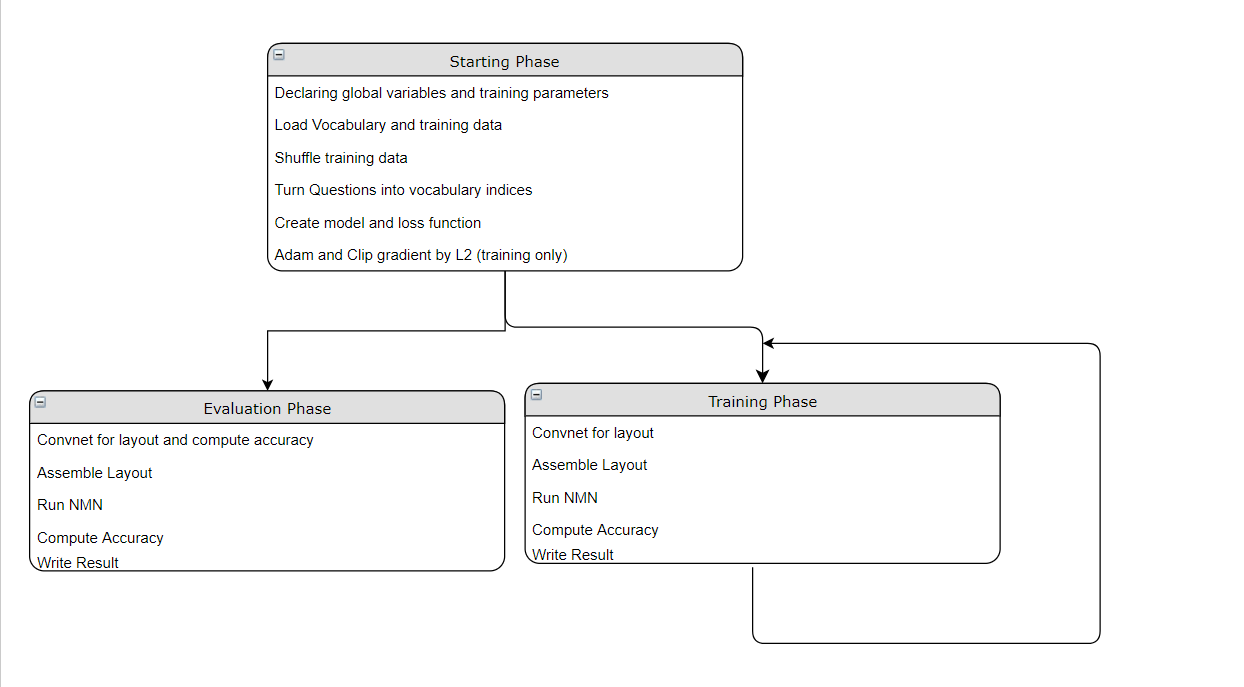 Starting Phase
Declaring global variables and training parameters
Load Vocabulary and training data
Shuffle training data
Turn Questions into vocabulary indices
Create model and loss function
Adam and Clip gradient by L2 (training only)
Evaluation Phase
Convnet for layout and compute accuracy
Assemble Layout
Run NMN
Compute Accuracy
Write Result
Training Phase
Convnet for layout
Assemble Layout
Run NMN
Compute Accuracy
Write Result